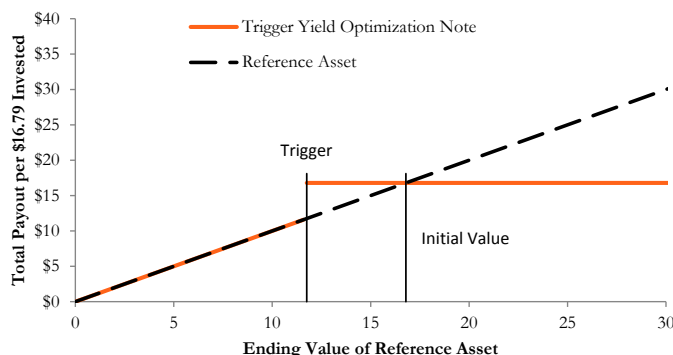 $40
$35
$30
$25
$20
$15
$10
$5
$0
Total Payout per $16.79 Invested
Trigger Yield Optimization Note
Reference Asset
Trigger
Initial Value
0 5 10 15 20 25 30
Ending Value of Reference Asset